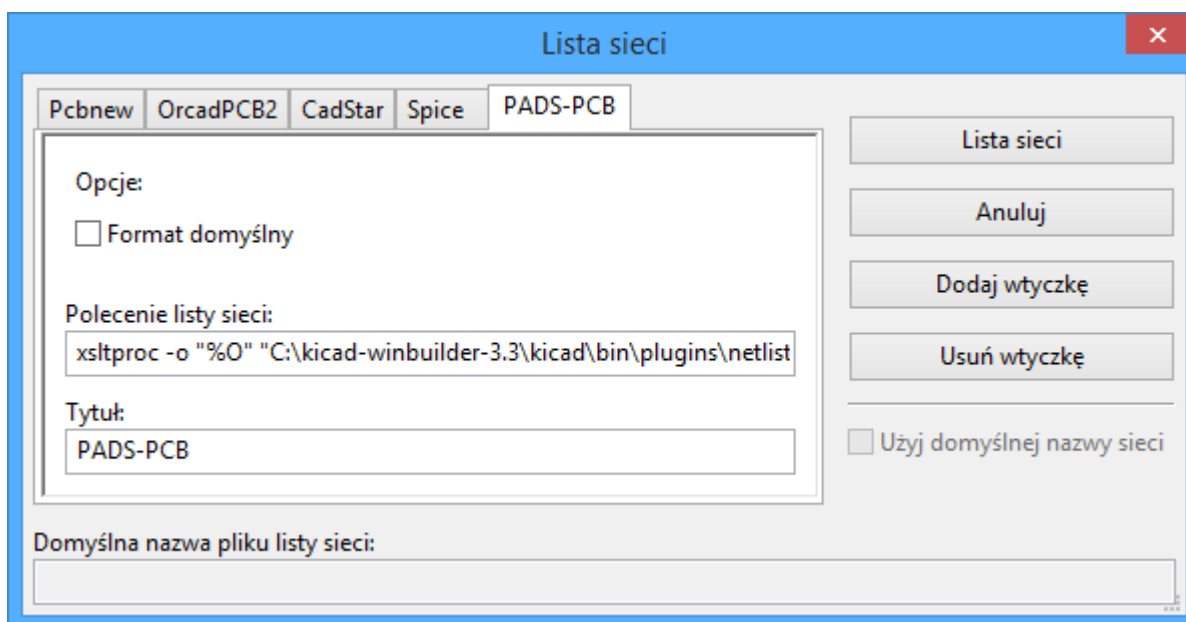 Lista sieci
Pcbnew OrcadPCB2 CadStar Spice PADS-PCB
Opcje:
Format domyślny
Polecenie listy sieci:
xsltproc -o "%O" "C:\kicad-winbuilder-3.3\kicad\bin\plugins\netlist
Tytuł:
PADS-PCB
Lista sieci
Anuluj
Dodaj wtyczkę
Usuń wtyczkę
Użyj domyślnej nazwy sieci
Domyślna nazwa pliku listy sieci: